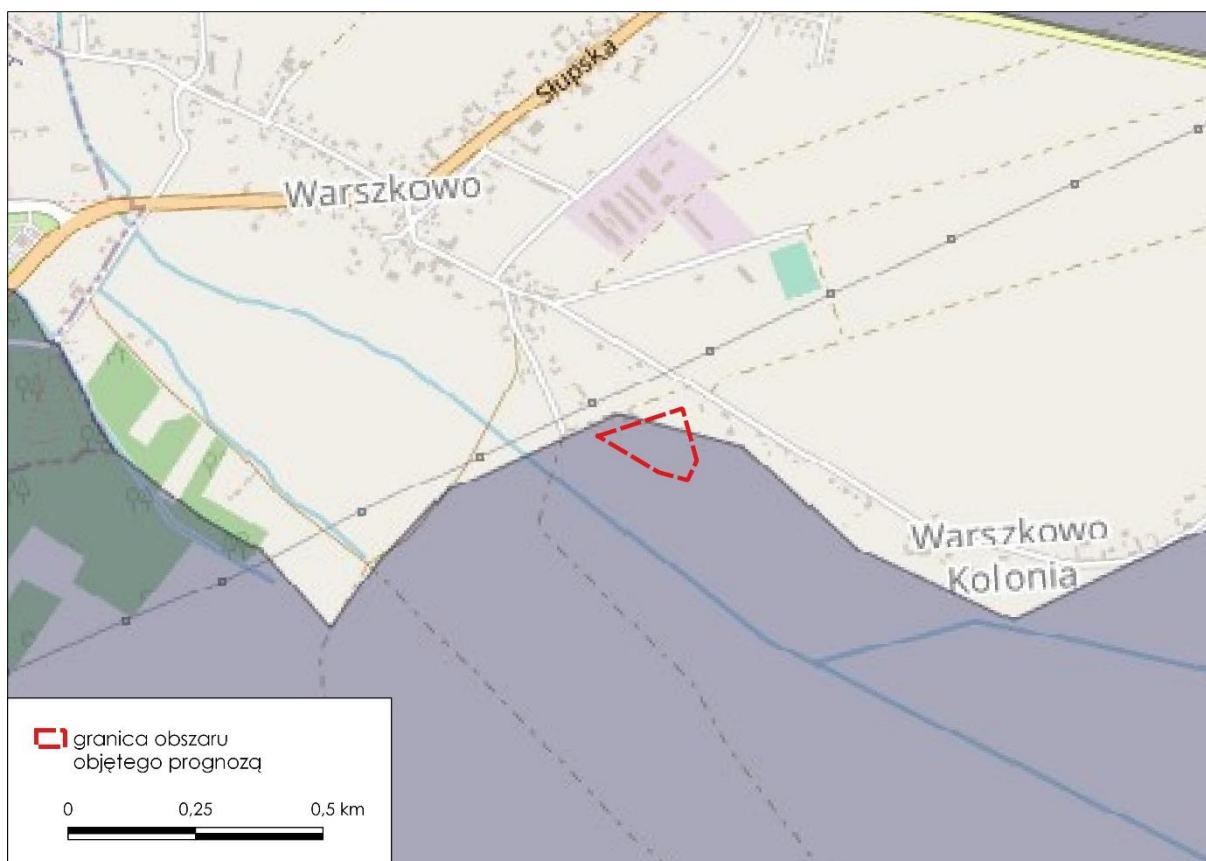 Słupska
Warszkowo
Warszkowo
Kolonia
granica obszaru
objętego prognozą
0 0,25 0,5 km